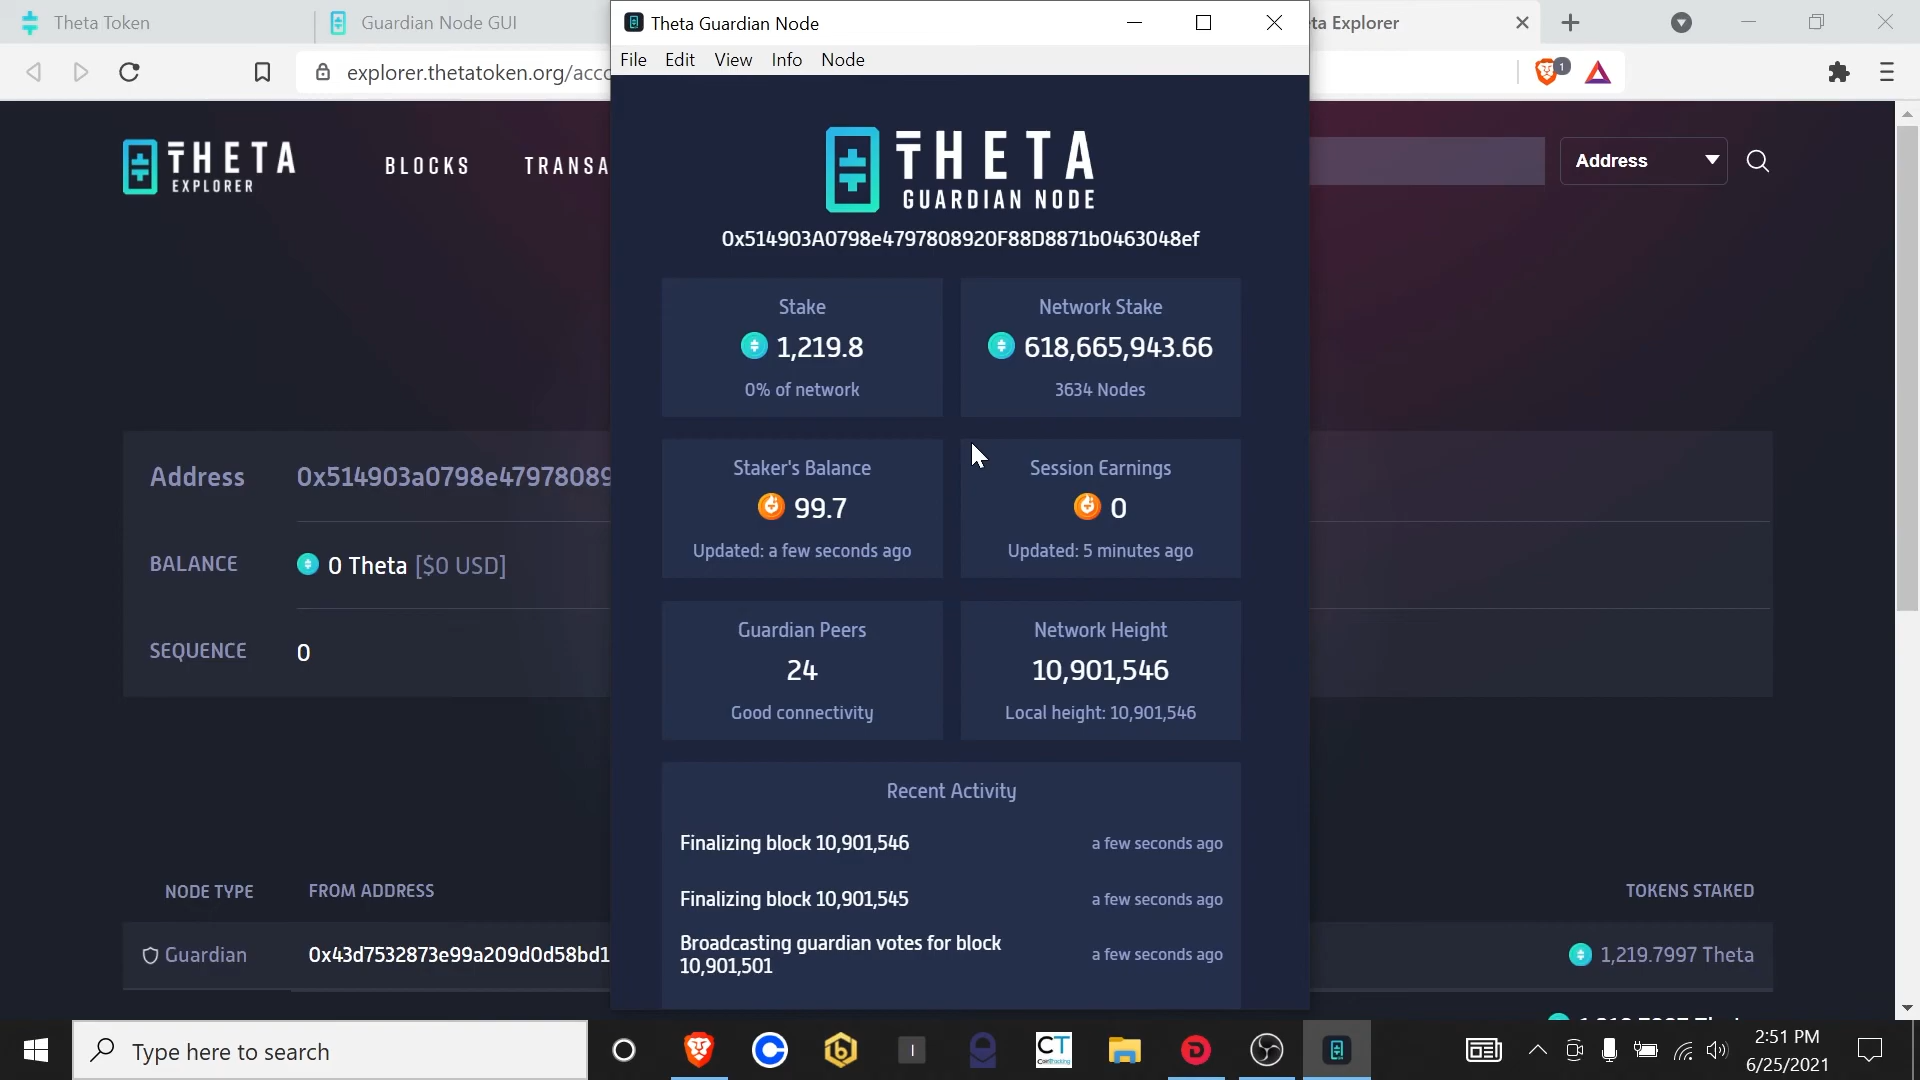 Theta Token
Guardian Node GUI
Theta Guardian Node
ta Explorer
File Edit View Info Node
explorer.thetatoken.org/acco
1
THETA
EXPLORER
BLOCKS
TRANSA
Address
THETA
GUARDIAN NODE
0x514903A0798e4797808920F88D8871b0463048ef
Stake
1,219.8
0% of network
Network Stake
618,665,943.66
3634 Nodes
Staker's Balance
99.7
Updated: a few seconds ago
Session Earnings
0
Updated: 5 minutes ago
Guardian Peers
24
Good connectivity
Network Height
10,901,546
Local height: 10,901,546
Recent Activity
Finalizing block 10,901,546 a few seconds ago
Finalizing block 10,901,545 a few seconds ago
Broadcasting guardian votes for block
10,901,501
a few seconds ago
Address 0x514903a0798e47978089
BALANCE 0 Theta [$0 USD]
SEQUENCE 0
NODE TYPE FROM ADDRESS TOKENS STAKED
Guardian 0x43d7532873e99a209d0d58bd1 1,219.7997 Theta
Type here to search
CT
2:51 PM
6/25/2021